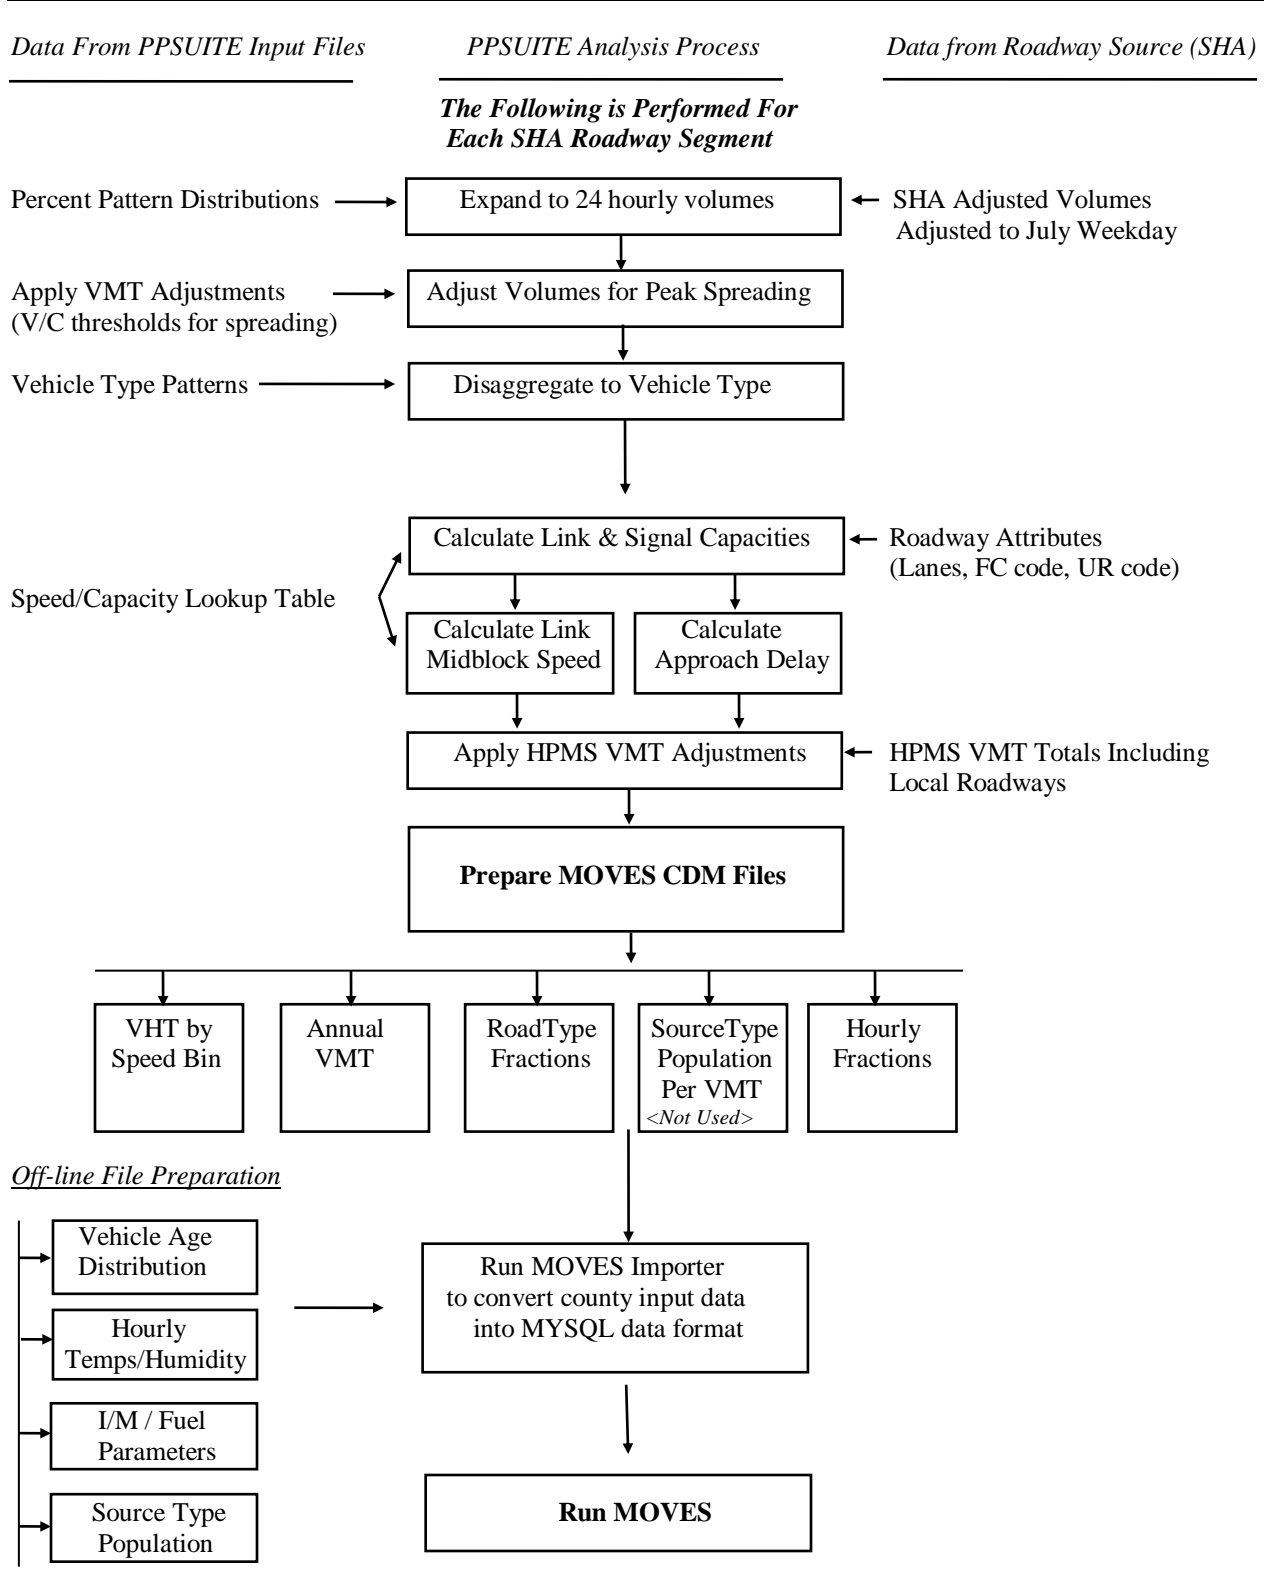 Data From PPSUITE Input Files
PPSUITE Analysis Process
Data from Roadway Source (SHA)
The Following is Performed For
Each SHA Roadway Segment
Percent Pattern Distributions
Expand to 24 hourly volumes
SHA Adjusted Volumes
Adjusted to July Weekday
Apply VMT Adjustments
(V/C thresholds for spreading)
Adjust Volumes for Peak Spreading
Vehicle Type Patterns
Disaggregate to Vehicle Type
Calculate Link & Signal Capacities
Roadway Attributes
(Lanes, FC code, UR code)
Speed/Capacity Lookup Table
Calculate Link
Midblock Speed
Calculate
Approach Delay
Apply HPMS VMT Adjustments
HPMS VMT Totals Including
Local Roadways
Prepare MOVES CDM Files
VHT by
Speed Bin
Annual
VMT
RoadType
Fractions
SourceType
Population
Per VMT
<Not Used>
Hourly
Fractions
Off-line File Preparation
Vehicle Age
Distribution
Hourly
Temps/Humidity
I/M / Fuel
Parameters
Source Type
Population
Run MOVES Importer
to convert county input data
into MYSQL data format
Run MOVES